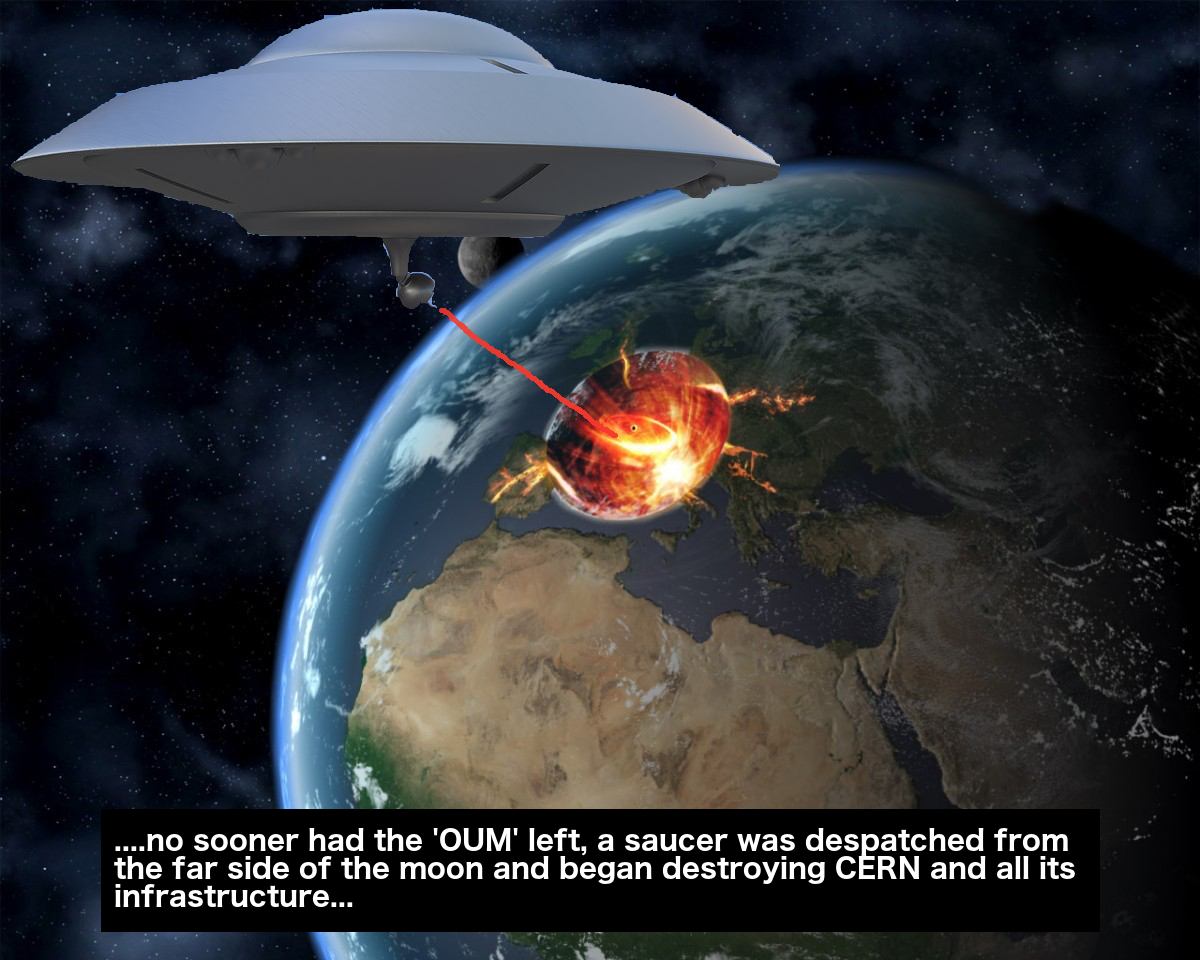 ....no sooner had the 'OUM' left, a saucer was despatched from
the far side of the moon and began destroying CERN and all its
infrastructure...